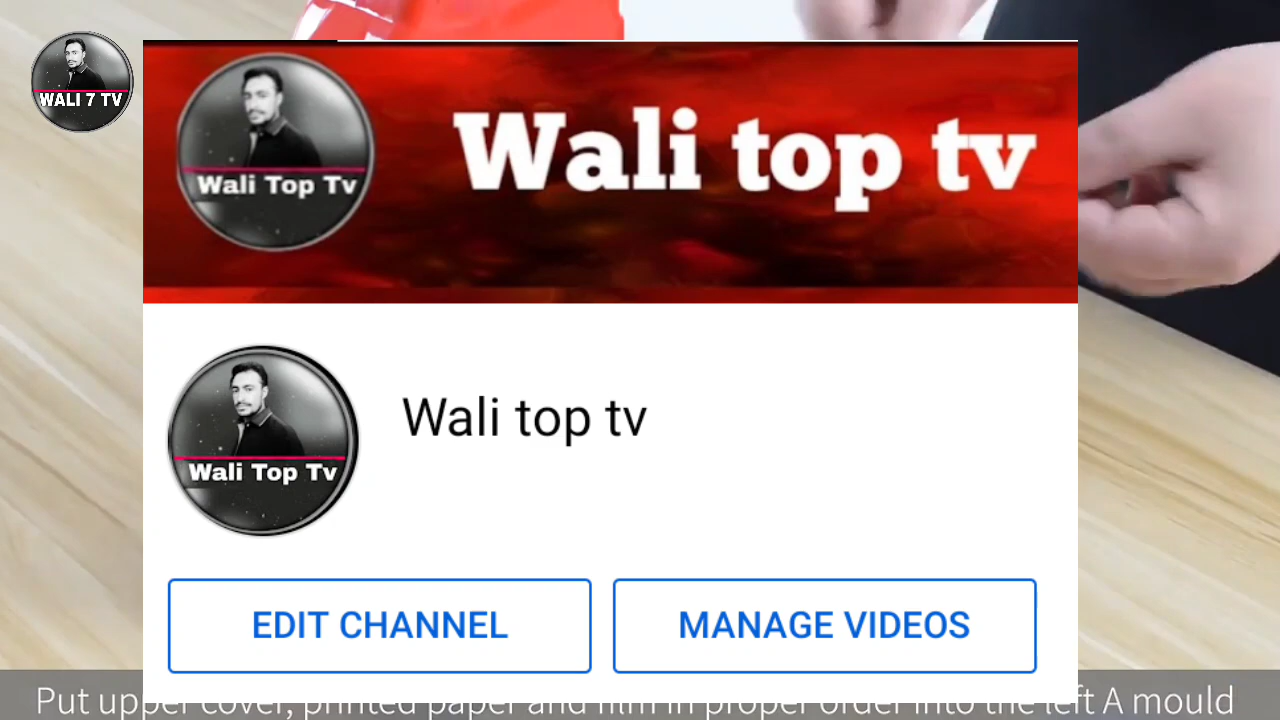 WALI 7 TV
Wali Top Tv
Wali top tv
Wali Top Tv
Wali top tv
EDIT CHANNEL
MANAGE VIDEOS
Put upper cover, printed paper and film in proper order into the left A mould